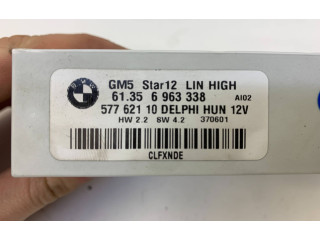 BMW
GM5 Star12 LIN HIGH
61.35 6 963 338 AI02
577 621 10 DELPHI HUN 12V
HW 2.2 SW 4.2 370601
CLFXNDE